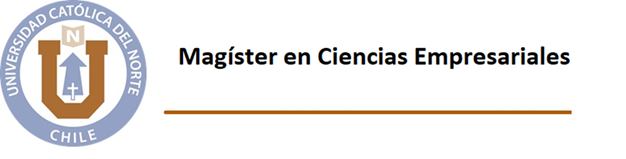 UNIVERSIDAD CATÓLICA DEL NORTE
N
U
CHILE
Magíster en Ciencias Empresariales